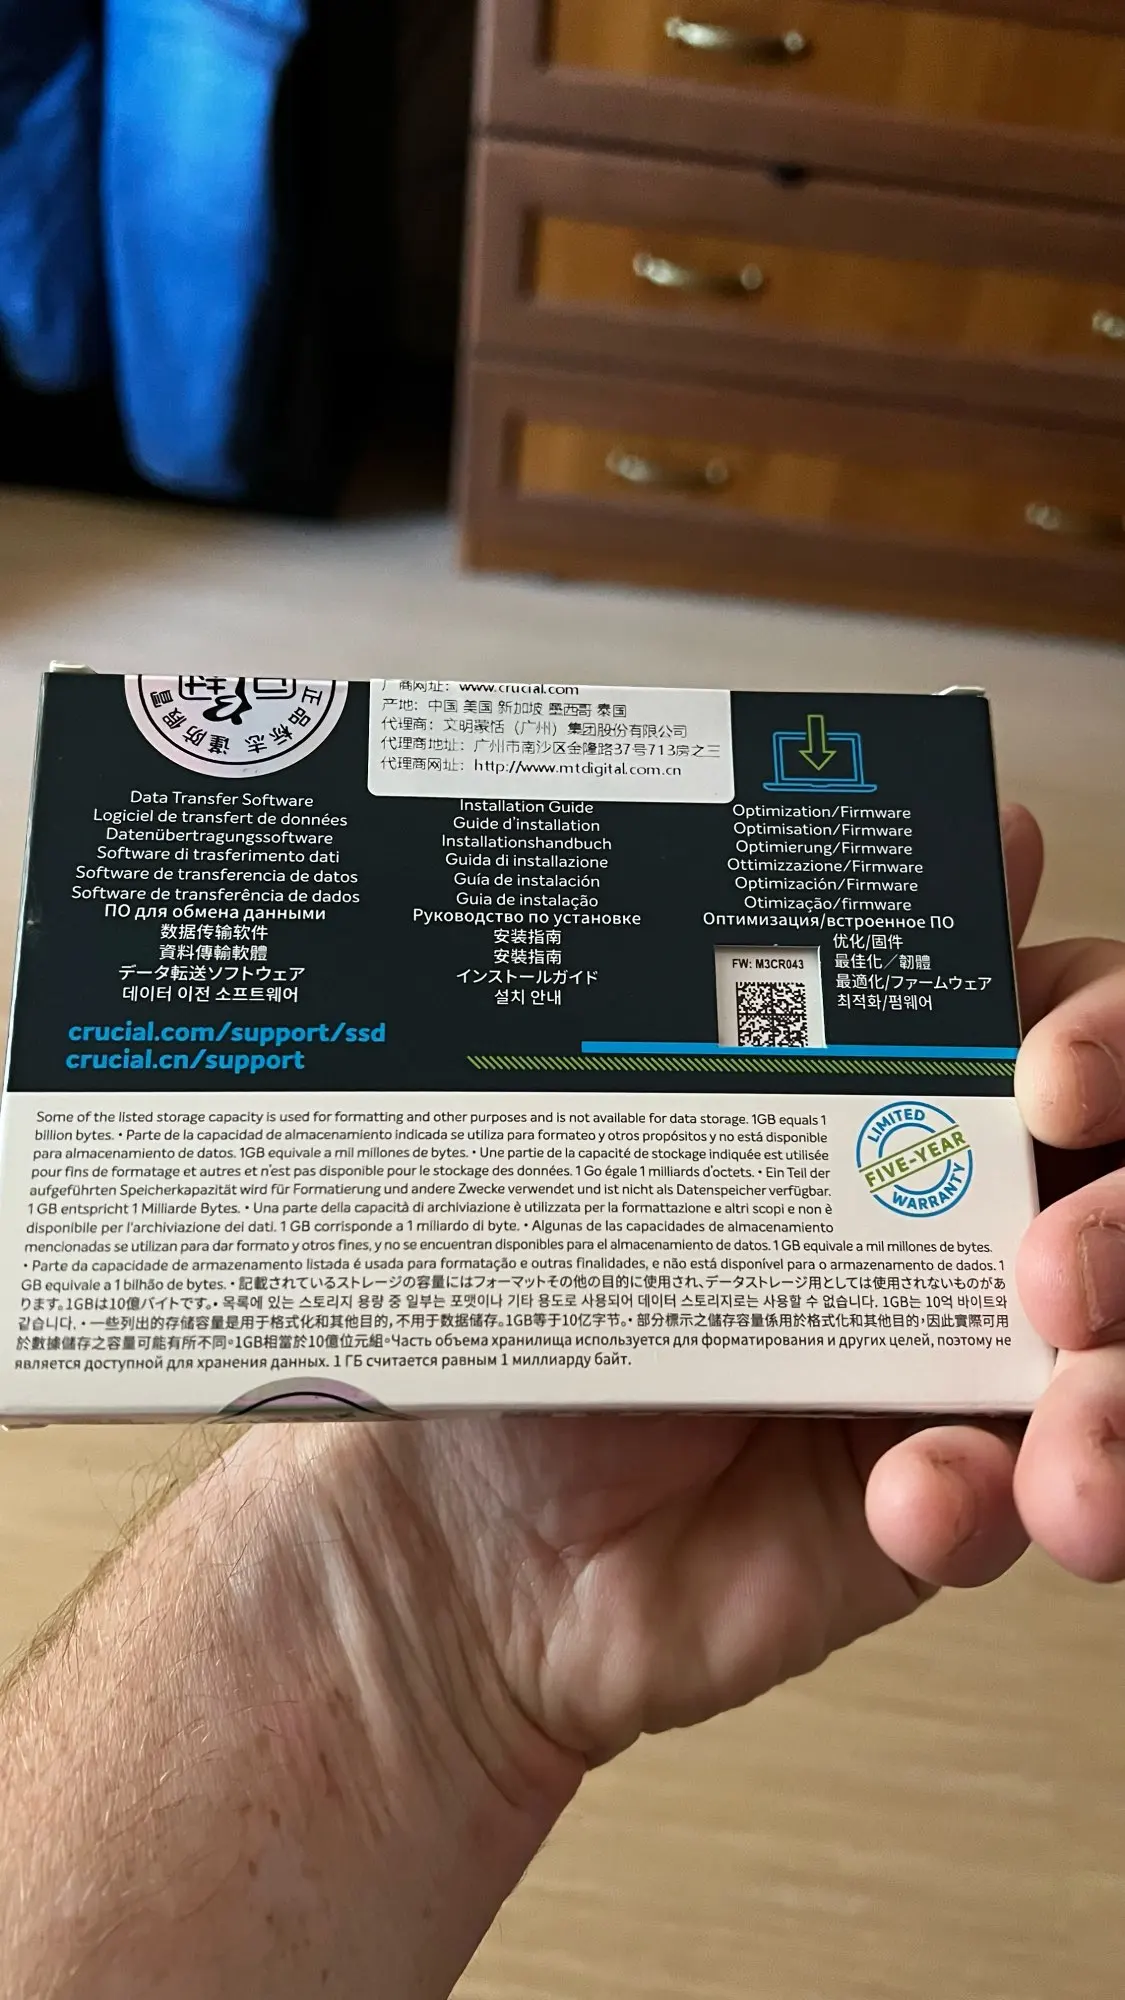 正品标志 谨防假冒
厂商网址: www.crucial.com
产地: 中国 美国 新加坡 墨西哥 泰国
代理商: 文明蒙恬 (广州) 集团股份有限公司
代理商地址: 广州市南沙区金隆路37号713房之三
代理商网址: http://www.mtdigital.com.cn
Data Transfer Software
Logiciel de transfert de données
Datenübertragungssoftware
Software di trasferimento dati
Software de transferencia de datos
Software de transferência de dados
ПО для обмена данными
数据传输软件
資料傳輸軟體
データ転送ソフトウェア
데이터 이전 소프트웨어
crucial.com/support/ssd
crucial.cn/support
Installation Guide
Guide d'installation
Installationshandbuch
Guida di installazione
Guía de instalación
Guia de instalação
Руководство по установке
安装指南
安裝指南
インストールガイド
설치 안내
Optimization/Firmware
Optimisation/Firmware
Optimierung/Firmware
Ottimizzazione/Firmware
Optimización/Firmware
Otimização/firmware
Оптимизация/встроенное ПО
优化/固件
最佳化／韌體
最適化/ファームウェア
최적화/펌웨어
FW: M3CR043
Some of the listed storage capacity is used for formatting and other purposes and is not available for data storage. 1GB equals 1
billion bytes. • Parte de la capacidad de almacenamiento indicada se utiliza para formateo y otros propósitos y no está disponible
para almacenamiento de datos. 1GB equivale a mil millones de bytes. • Une partie de la capacité de stockage indiquée est utilisée
pour fins de formatage et autres et n'est pas disponible pour le stockage des données. 1 Go égale 1 milliards d'octets. • Ein Teil der
aufgeführten Speicherkapazität wird für Formatierung und andere Zwecke verwendet und ist nicht als Datenspeicher verfügbar.
1 GB entspricht 1 Milliarde Bytes. • Una parte della capacità di archiviazione è utilizzata per la formattazione e altri scopi e non è
disponibile per l'archiviazione dei dati. 1 GB corrisponde a 1 miliardo di byte. • Algunas de las capacidades de almacenamiento
mencionadas se utilizan para dar formato y otros fines, y no se encuentran disponibles para el almacenamiento de datos. 1 GB equivale a mil millones de bytes.
• Parte da capacidade de armazenamento listada é usada para formatação e outras finalidades, e não está disponível para o armazenamento de dados. 1
GB equivale a 1 bilhão de bytes. • 記載されているストレージの容量にはフォーマットその他の目的に使用され、データストレージ用としては使用されないものがあ
ります。1GBは10億バイトです。• 목록에 있는 스토리지 용량 중 일부는 포맷이나 기타 용도로 사용되어 데이터 스토리지로는 사용할 수 없습니다. 1GB는 10억 바이트와
같습니다. • 一些列出的存储容量是用于格式化和其他目的, 不用于数据储存。1GB等于10亿字节。• 部分標示之儲存容量係用於格式化和其他目的，因此實際可用
於數據儲存之容量可能有所不同。1GB相當於10億位元組。Часть объема хранилища используется для форматирования и других целей, поэтому не
является доступной для хранения данных. 1 ГБ считается равным 1 миллиарду байт.
LIMITED
FIVE-YEAR
WARRANTY